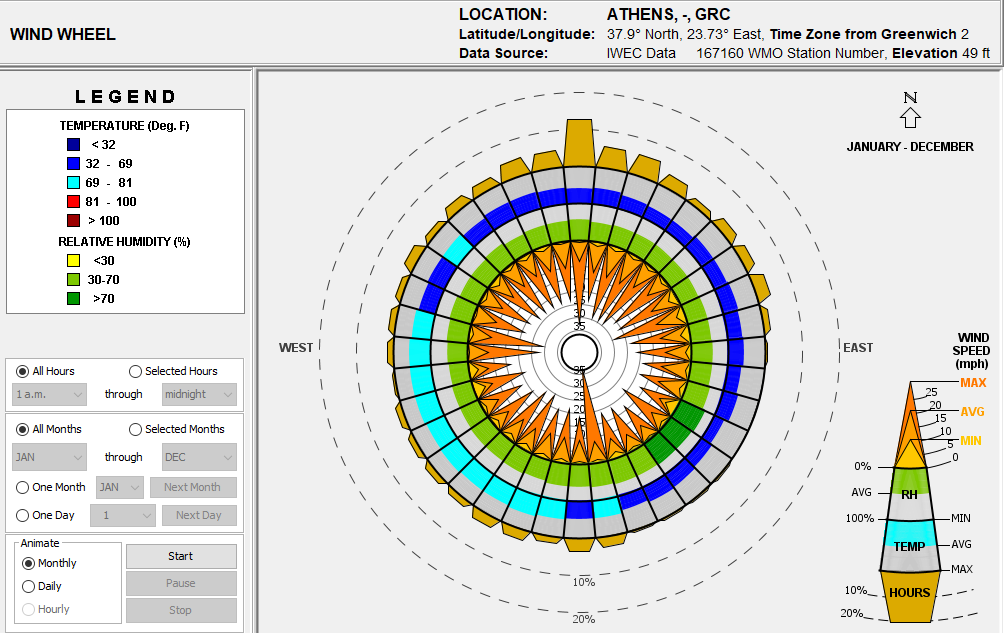 WIND WHEEL
LOCATION: ATHENS, -, GRC
Latitude/Longitude: 37.9° North, 23.73° East, Time Zone from Greenwich 2
Data Source: IWEC Data 167160 WMO Station Number, Elevation 49 ft
LEGEND
TEMPERATURE (Deg. F)
< 32
32 - 69
69 - 81
81 - 100
> 100
RELATIVE HUMIDITY (%)
<30
30-70
>70
All Hours Selected Hours
1 a.m. through midnight
All Months Selected Months
JAN through DEC
One Month JAN Next Month
One Day 1 Next Day
Animate
Monthly
Daily
Hourly
Start
Pause
Stop
N
JANUARY - DECEMBER
WEST
EAST
30
35
35
30
25
20
15
10%
20%
WIND
SPEED
(mph)
MAX
25
20
AVG
15
10
MIN
5
0
0%
AVG
RH
100%
MIN
TEMP
AVG
MAX
HOURS
10%
20%